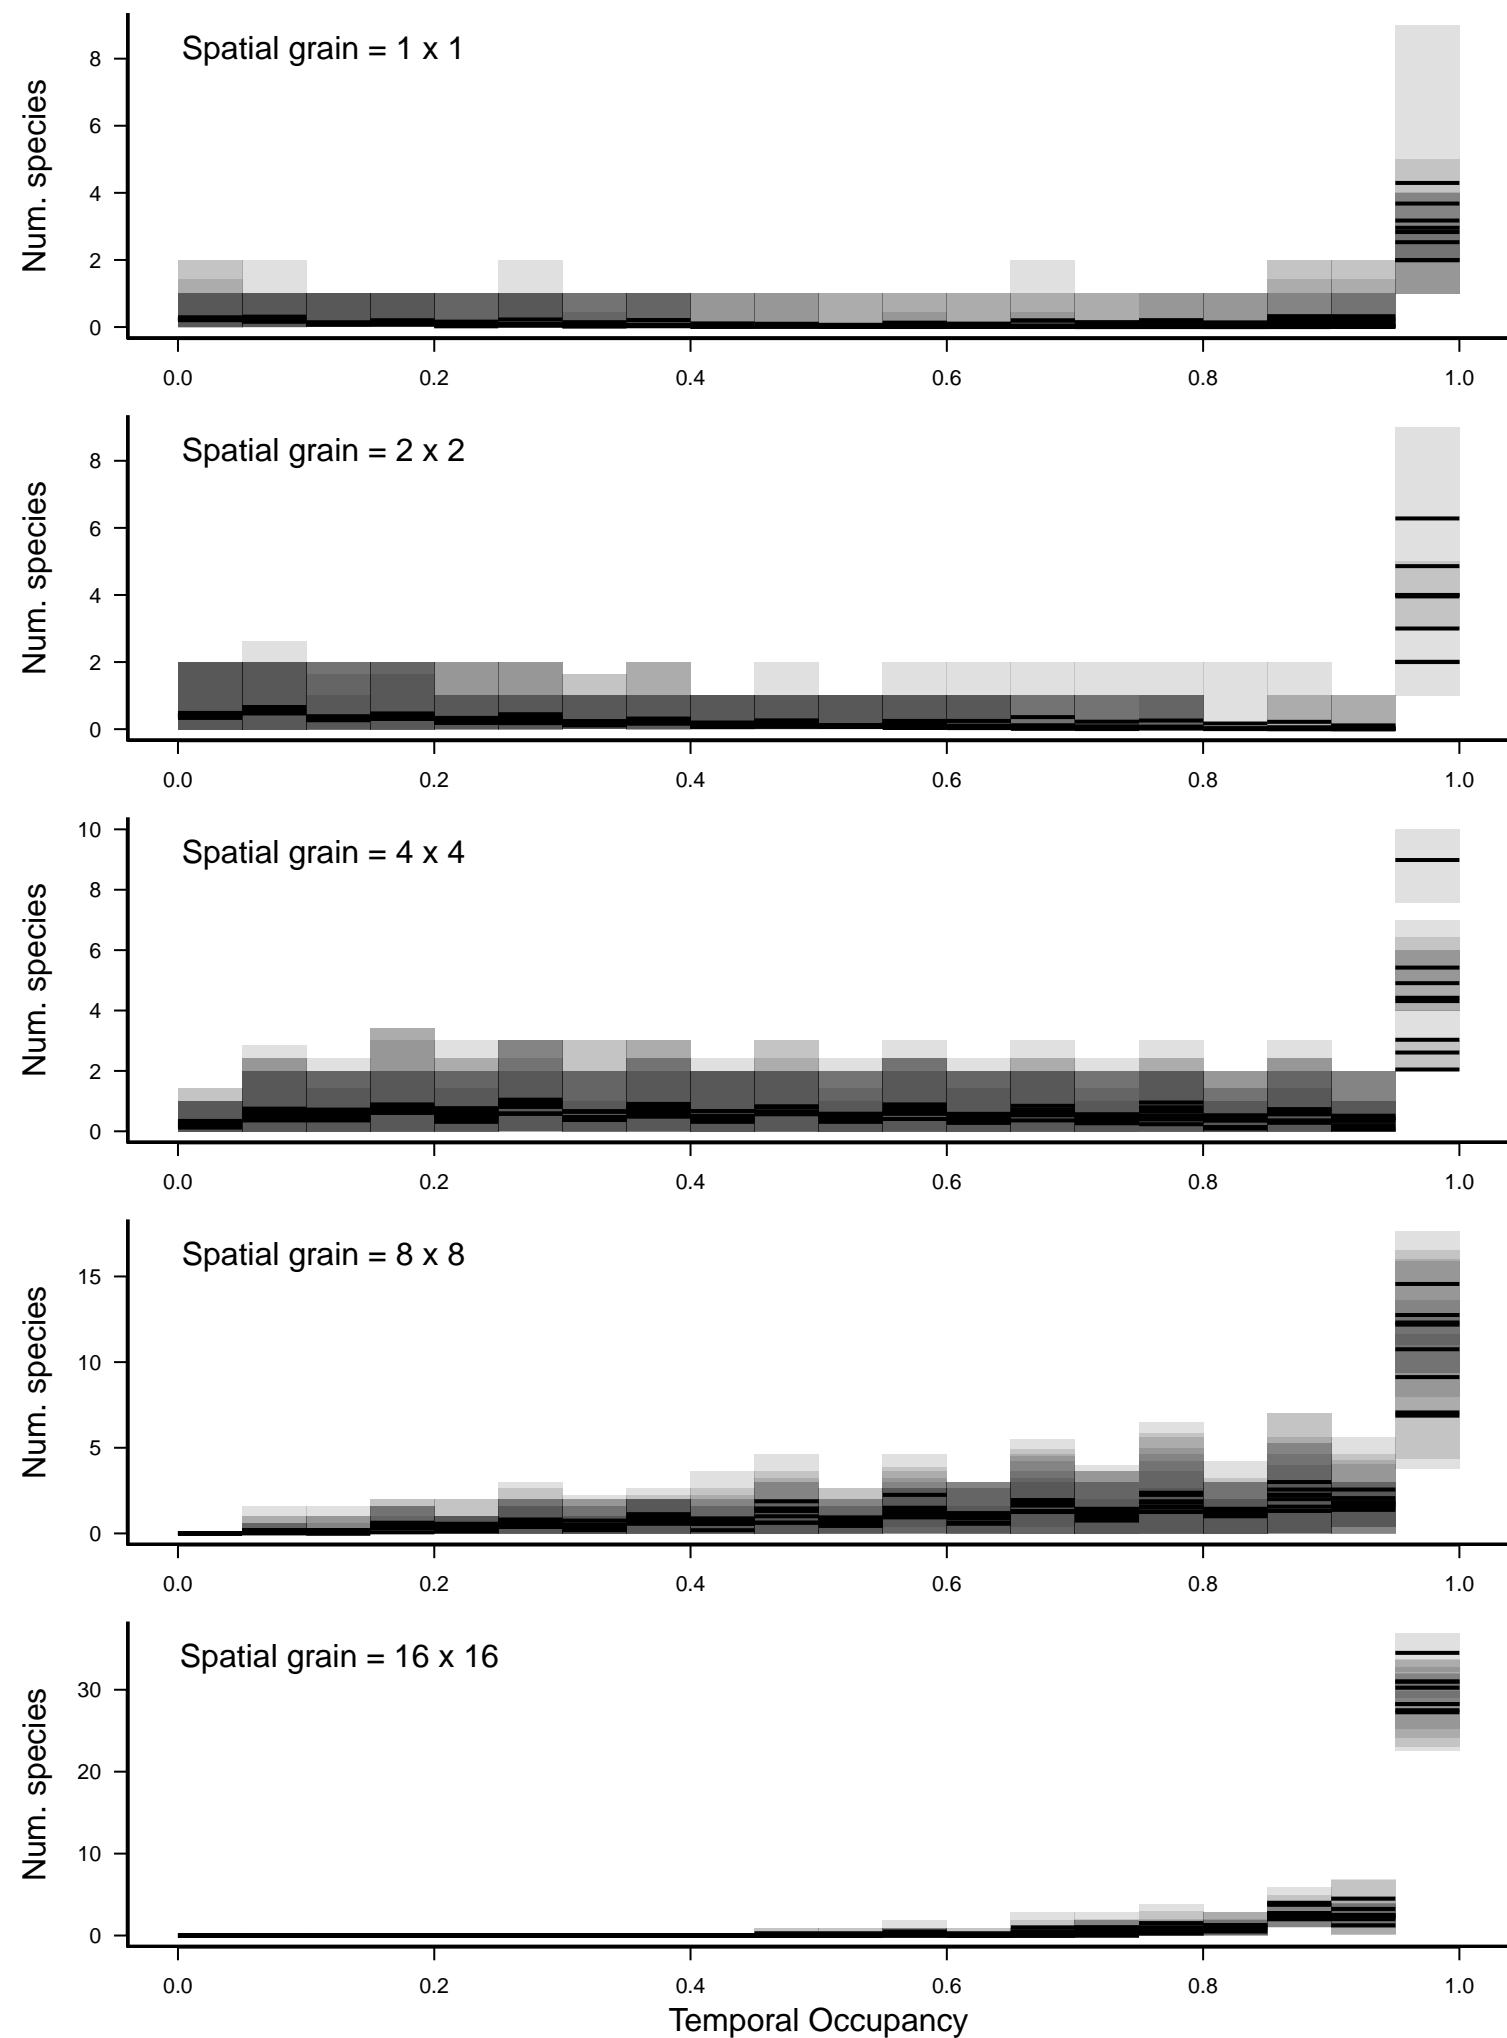 Spatial grain = 1 x 1
Num. species
8
6
4
2
0
0.0 0.2 0.4 0.6 0.8 1.0
Spatial grain = 2 x 2
Num. species
8
6
4
2
0
0.0 0.2 0.4 0.6 0.8 1.0
Spatial grain = 4 x 4
Num. species
10
8
6
4
2
0
0.0 0.2 0.4 0.6 0.8 1.0
Spatial grain = 8 x 8
Num. species
15
10
5
0
0.0 0.2 0.4 0.6 0.8 1.0
Spatial grain = 16 x 16
Num. species
30
20
10
0
0.0 0.2 0.4 0.6 0.8 1.0
Temporal Occupancy